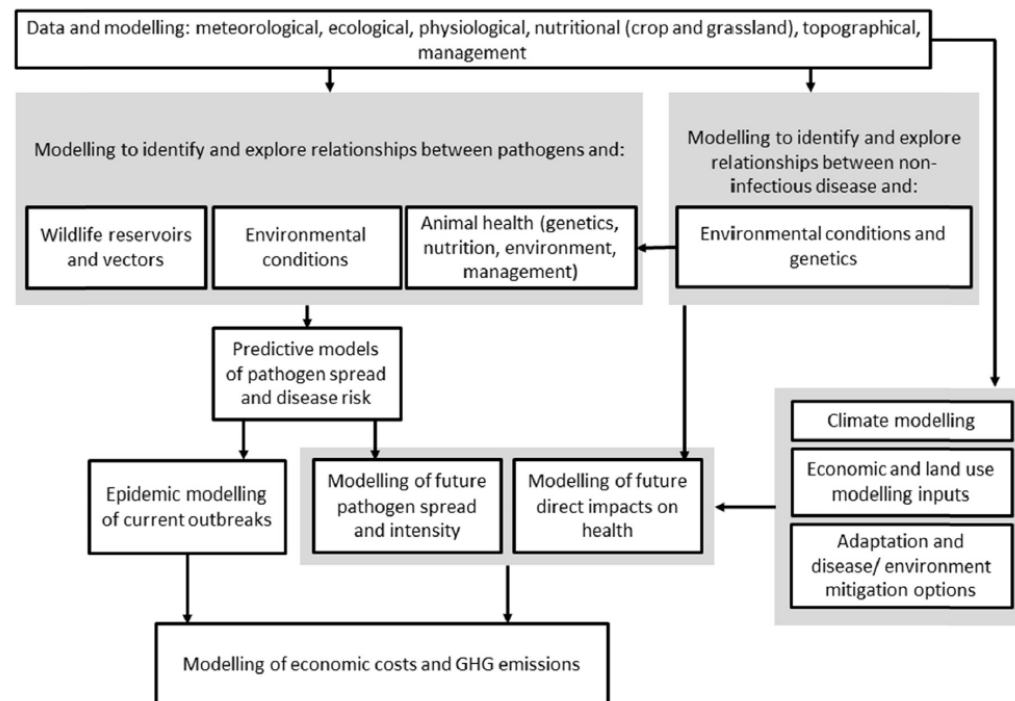 Data and modelling: meteorological, ecological, physiological, nutritional (crop and grassland), topographical,
management
Modelling to identify and explore relationships between pathogens and:
Wildlife reservoirs
and vectors
Environmental
conditions
Animal health (genetics,
nutrition, environment,
management)
Modelling to identify and explore
relationships between non-
infectious disease and:
Environmental conditions and
genetics
Predictive models
of pathogen spread
and disease risk
Climate modelling
Economic and land use
modelling inputs
Adaptation and
disease/ environment
mitigation options
Epidemic modelling
of current outbreaks
Modelling of future
pathogen spread
and intensity
Modelling of future
direct impacts on
health
Modelling of economic costs and GHG emissions